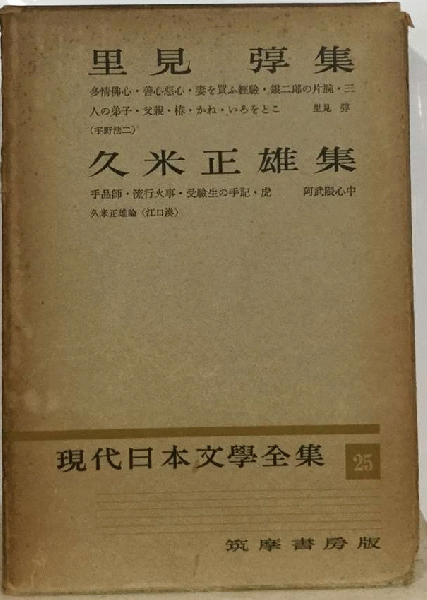 里見弴集
多情佛心・善心惡心・妻を買ふ經驗・銀二郎の片腕・三
人の弟子・父親・椿・かね・いろをとこ 里見弴
(宇野浩二)
久米正雄集
手品師・流行火事・受驗生の手記・虎 阿武隈心中
久米正雄論(江口渙)
現代日本文學全集 25
筑摩書房版